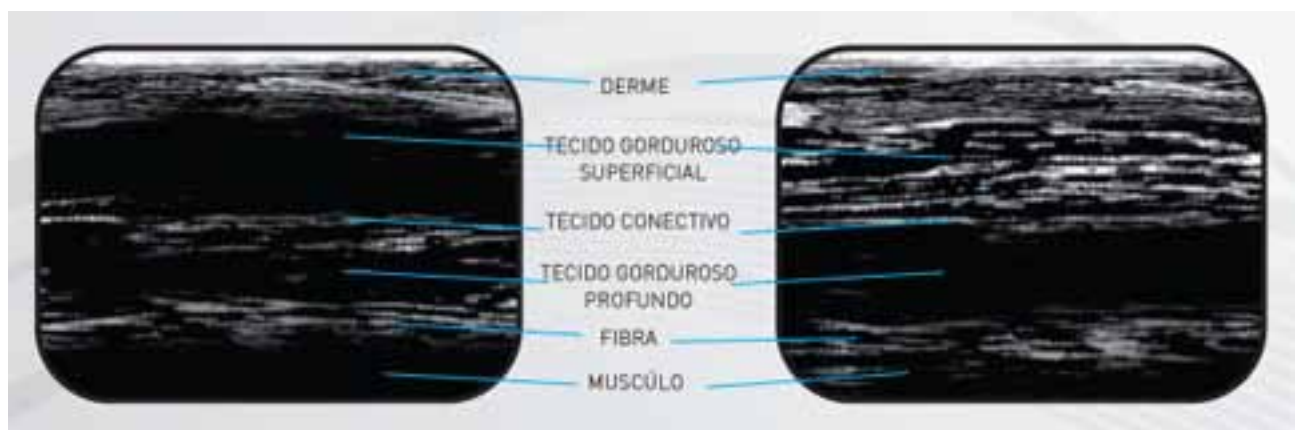 DERME
TECIDO GORDUROSO
SUPERFICIAL
TECIDO CONECTIVO
TECIDO GORDUROSO
PROFUNDO
FIBRA
MUSCÚLO